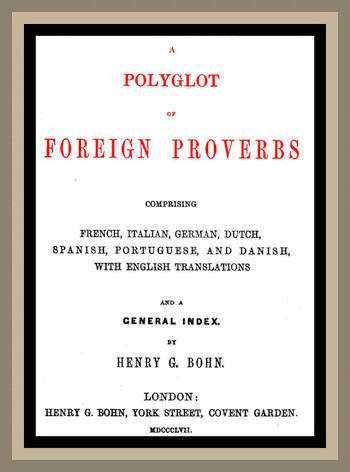 A
POLYGLOT
OF
FOREIGN PROVERBS
COMPRISING
FRENCH, ITALIAN, GERMAN, DUTCH,
SPANISH, PORTUGUESE, AND DANISH,
WITH ENGLISH TRANSLATIONS
AND A
GENERAL INDEX.
BY
HENRY G. BOHN.
LONDON:
HENRY G. BOHN, YORK STREET, COVENT GARDEN.
MDCCCLVII.